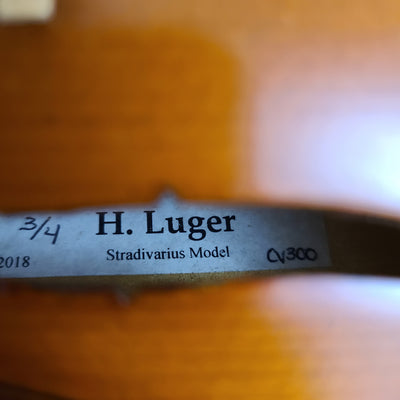 3/4 H. Luger
2018 Stradivarius Model CV300